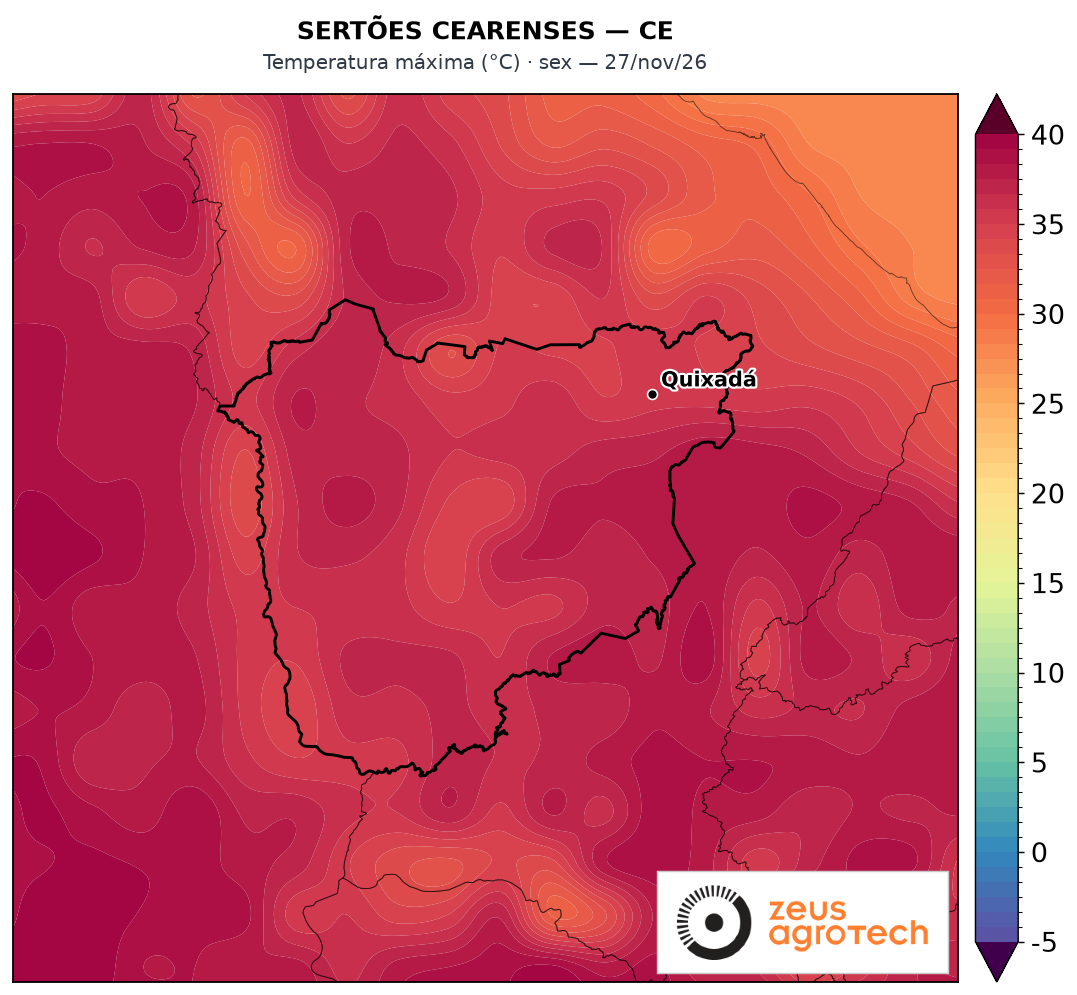 SERTÕES CEARENSES — CE
Temperatura máxima (°C) · sex — 27/nov/26
Quixadá
40
35
30
25
20
15
10
5
0
-5
zeus
agrotech